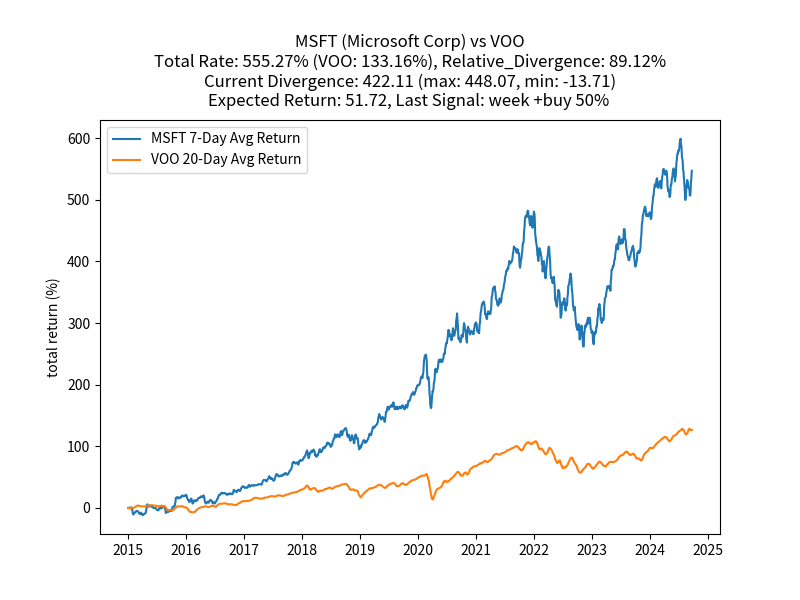 MSFT (Microsoft Corp) vs VOO
Total Rate: 555.27% (VOO: 133.16%), Relative_Divergence: 89.12%
Current Divergence: 422.11 (max: 448.07, min: -13.71)
Expected Return: 51.72, Last Signal: week +buy 50%
MSFT 7-Day Avg Return
VOO 20-Day Avg Return
total return (%)
600
500
400
300
200
100
0
2015 2016 2017 2018 2019 2020 2021 2022 2023 2024 2025